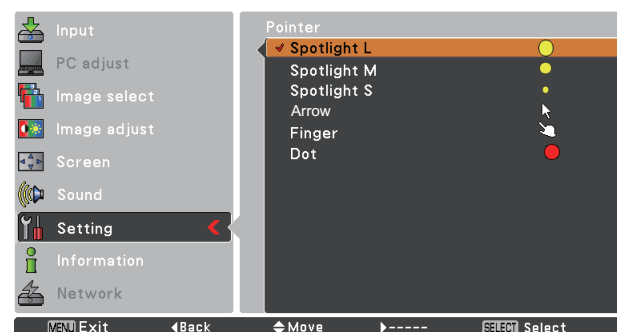 Input
PC adjust
Image select
Image adjust
Screen
Sound
Setting
Information
Network
Pointer
Spotlight L
Spotlight M
Spotlight S
Arrow
Finger
Dot
MENU Exit ◀Back Move ▶----- SELECT Select